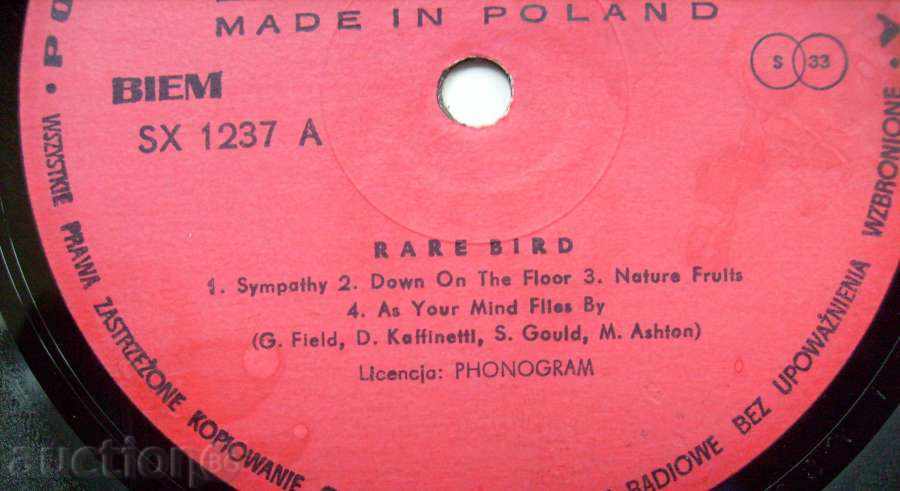 MADE IN POLAND
BIEM
S 33
SX 1237 A
RARE BIRD
1. Sympathy 2. Down On The Floor 3. Nature Fruits
4. As Your Mind Flies By
(G. Field, D. Kaffinetti, S. Gould, M. Ashton)
Licencja: PHONOGRAM
WSZYSTKIE PRAWA ZASTRZEŻONE KOPIOWANIE
RADIOWE BEZ UPOWAŻNIENIA WZBRONIONE
auction